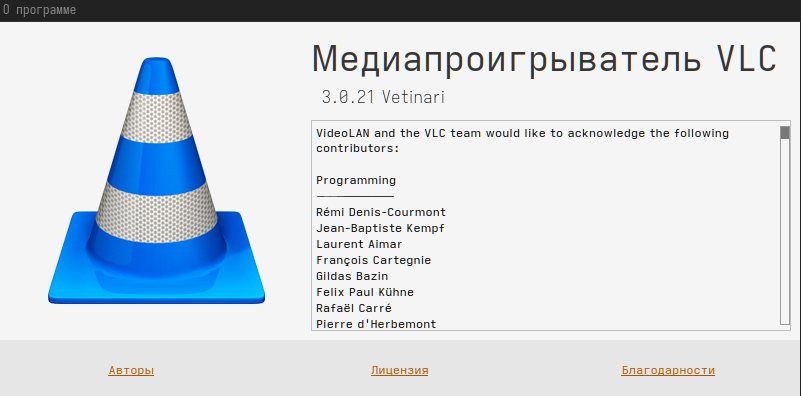 О программе
Медиапроигрыватель VLC
3.0.21 Vetinari
VideoLAN and the VLC team would like to acknowledge the following
contributors:
Programming
-----------
Rémi Denis-Courmont
Jean-Baptiste Kempf
Laurent Aimar
François Cartegnie
Gildas Bazin
Felix Paul Kühne
Rafaël Carré
Pierre d'Herbemont
Авторы
Лицензия
Благодарности